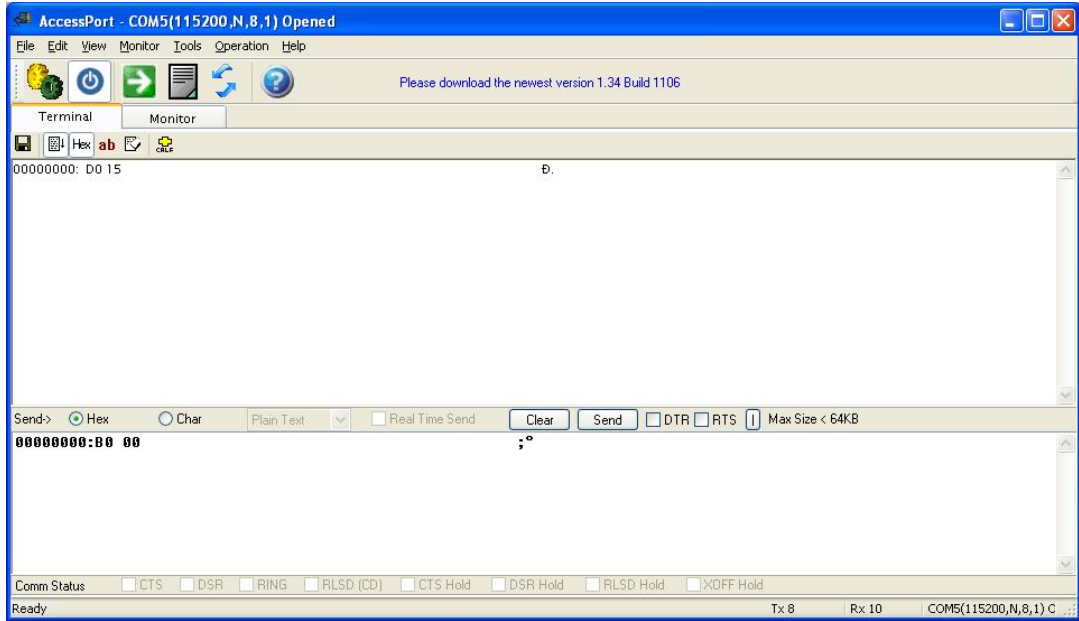 AccessPort - COM5(115200,N,8,1) Opened
File Edit View Monitor Tools Operation Help
Please download the newest version 1.34 Build 1106
Terminal Monitor
Hex ab CRLF
00000000: D0 15 Ð.
Send-> Hex Char Plain Text Real Time Send Clear Send DTR RTS Max Size < 64KB
00000000:B0 00 ;°
Comm Status CTS DSR RING RLSD (CD) CTS Hold DSR Hold RLSD Hold XOFF Hold
Ready Tx 8 Rx 10 COM5(115200,N,8,1) O